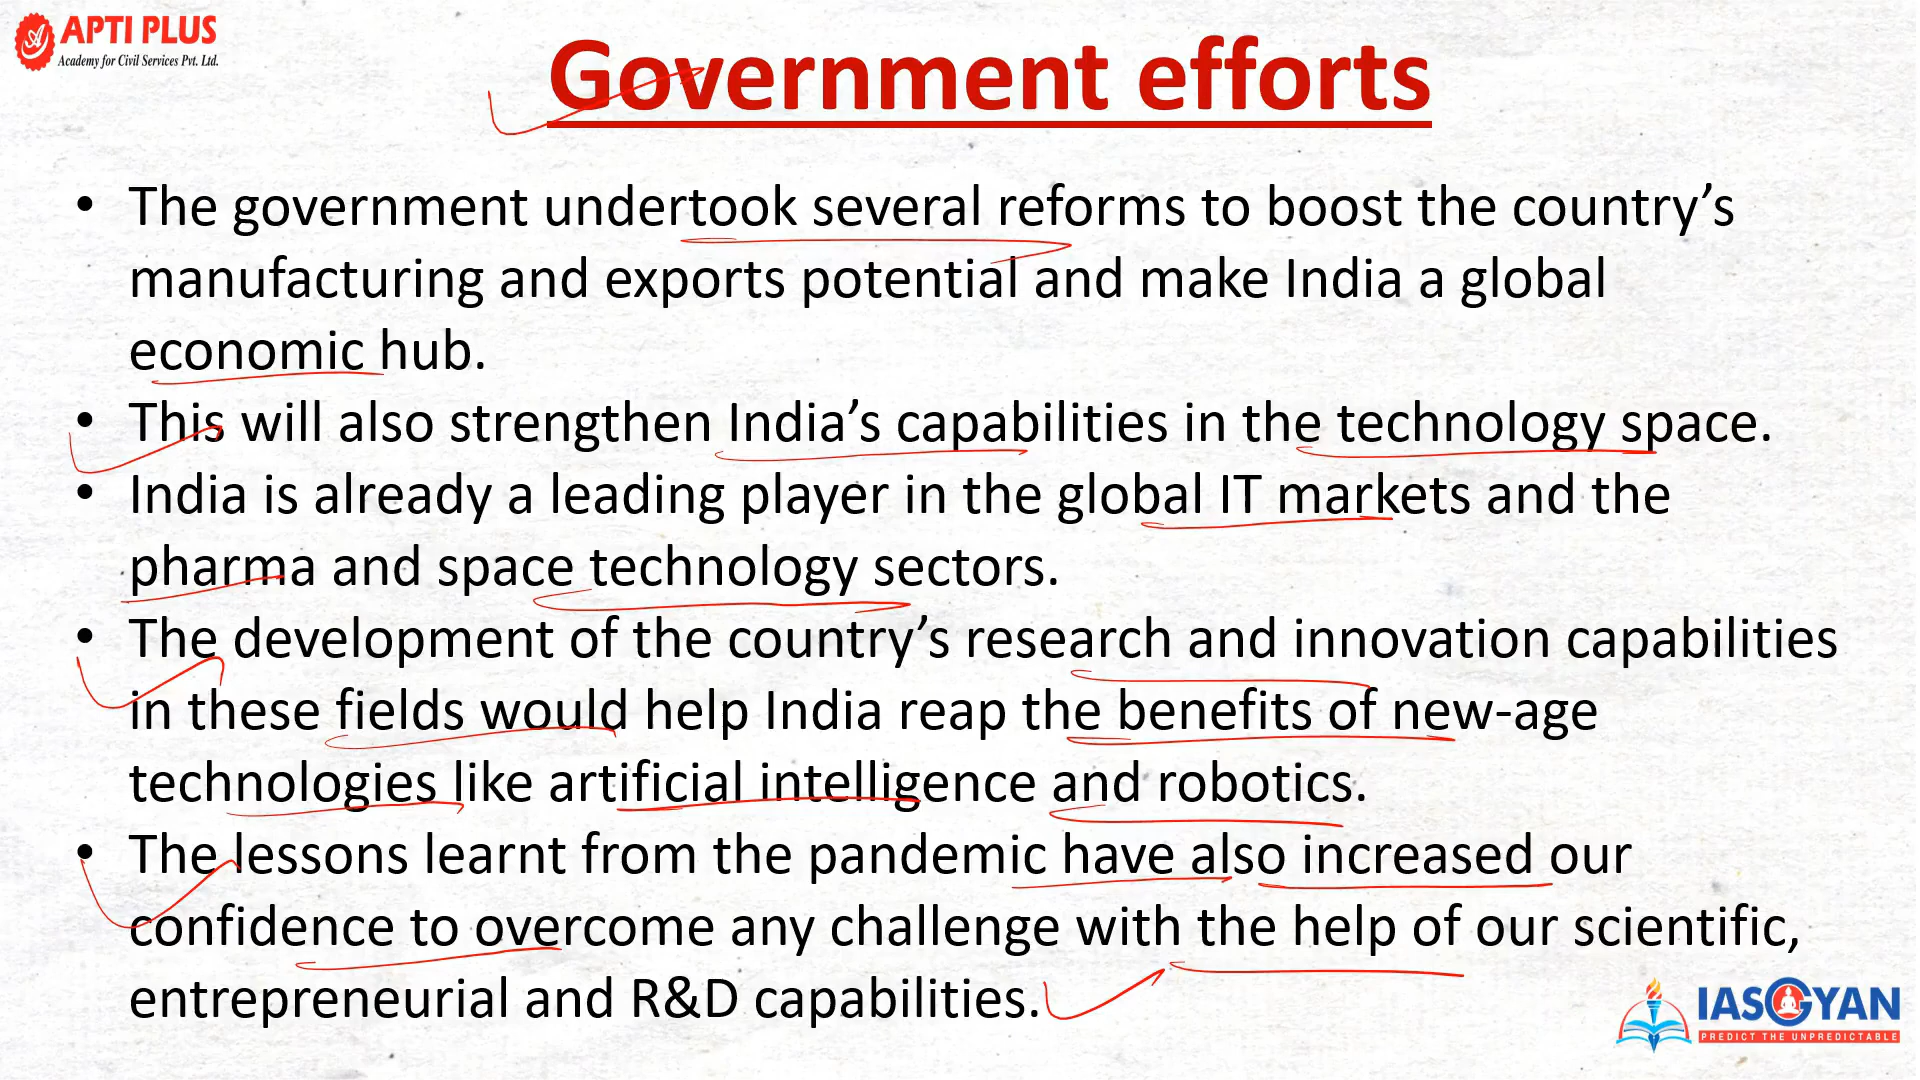 APTI PLUS
Academy for Civil Services Pvt. Ltd.
Government efforts
• The government undertook several reforms to boost the country’s
manufacturing and exports potential and make India a global
economic hub.
• This will also strengthen India’s capabilities in the technology space.
• India is already a leading player in the global IT markets and the
pharma and space technology sectors.
• The development of the country’s research and innovation capabilities
in these fields would help India reap the benefits of new-age
technologies like artificial intelligence and robotics.
• The lessons learnt from the pandemic have also increased our
confidence to overcome any challenge with the help of our scientific,
entrepreneurial and R&D capabilities.
IASGYAN
PREDICT THE UNPREDICTABLE